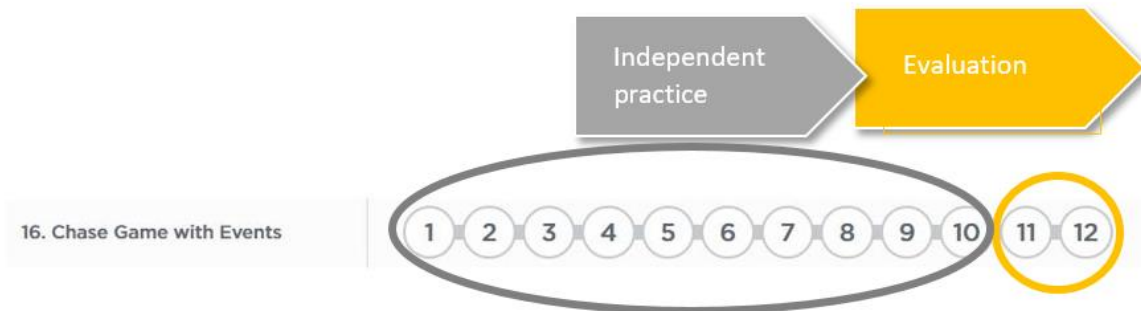 Independent
practice
Evaluation
16. Chase Game with Events
1 2 3 4 5 6 7 8 9 10 11 12